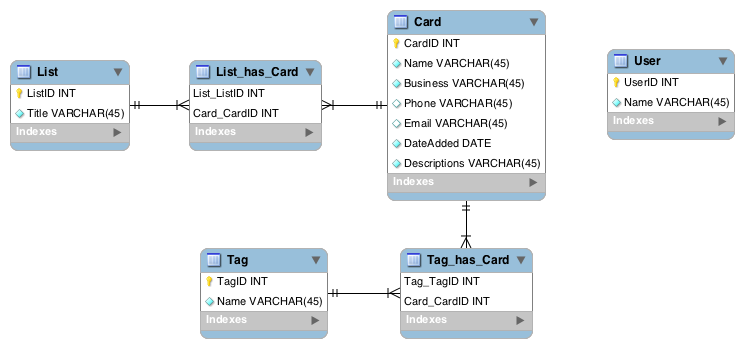 Card
CardID INT
Name VARCHAR(45)
Business VARCHAR(45)
Phone VARCHAR(45)
Email VARCHAR(45)
DateAdded DATE
Descriptions VARCHAR(45)
Indexes
User
UserID INT
Name VARCHAR(45)
Indexes
List
ListID INT
Title VARCHAR(45)
Indexes
List_has_Card
List_ListID INT
Card_CardID INT
Indexes
Tag
TagID INT
Name VARCHAR(45)
Indexes
Tag_has_Card
Tag_TagID INT
Card_CardID INT
Indexes